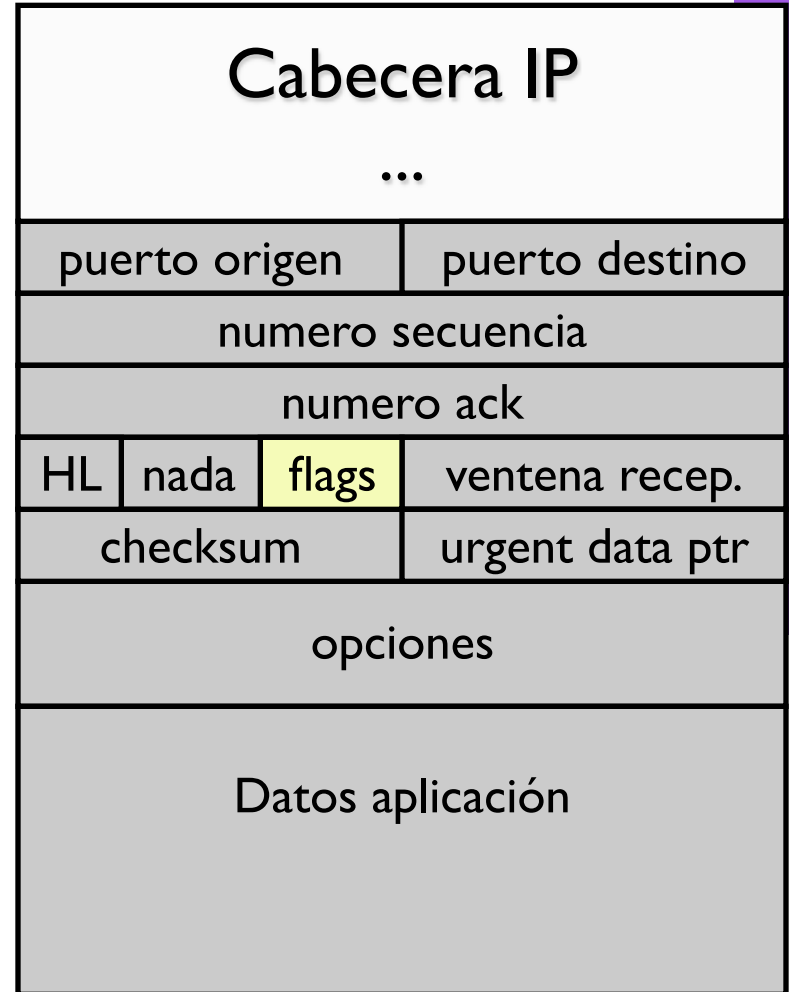 Cabecera IP
...
puerto origen puerto destino
numero secuencia
numero ack
HL nada flags ventena recep.
checksum urgent data ptr
opciones
Datos aplicación